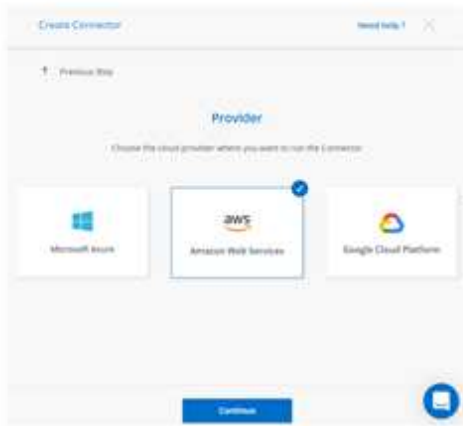 Create Connector
Need help?
Previous Step
Provider
Choose the cloud provider where you want to run the Connector.
Microsoft Azure
aws
Amazon Web Services
Google Cloud Platform
Continue